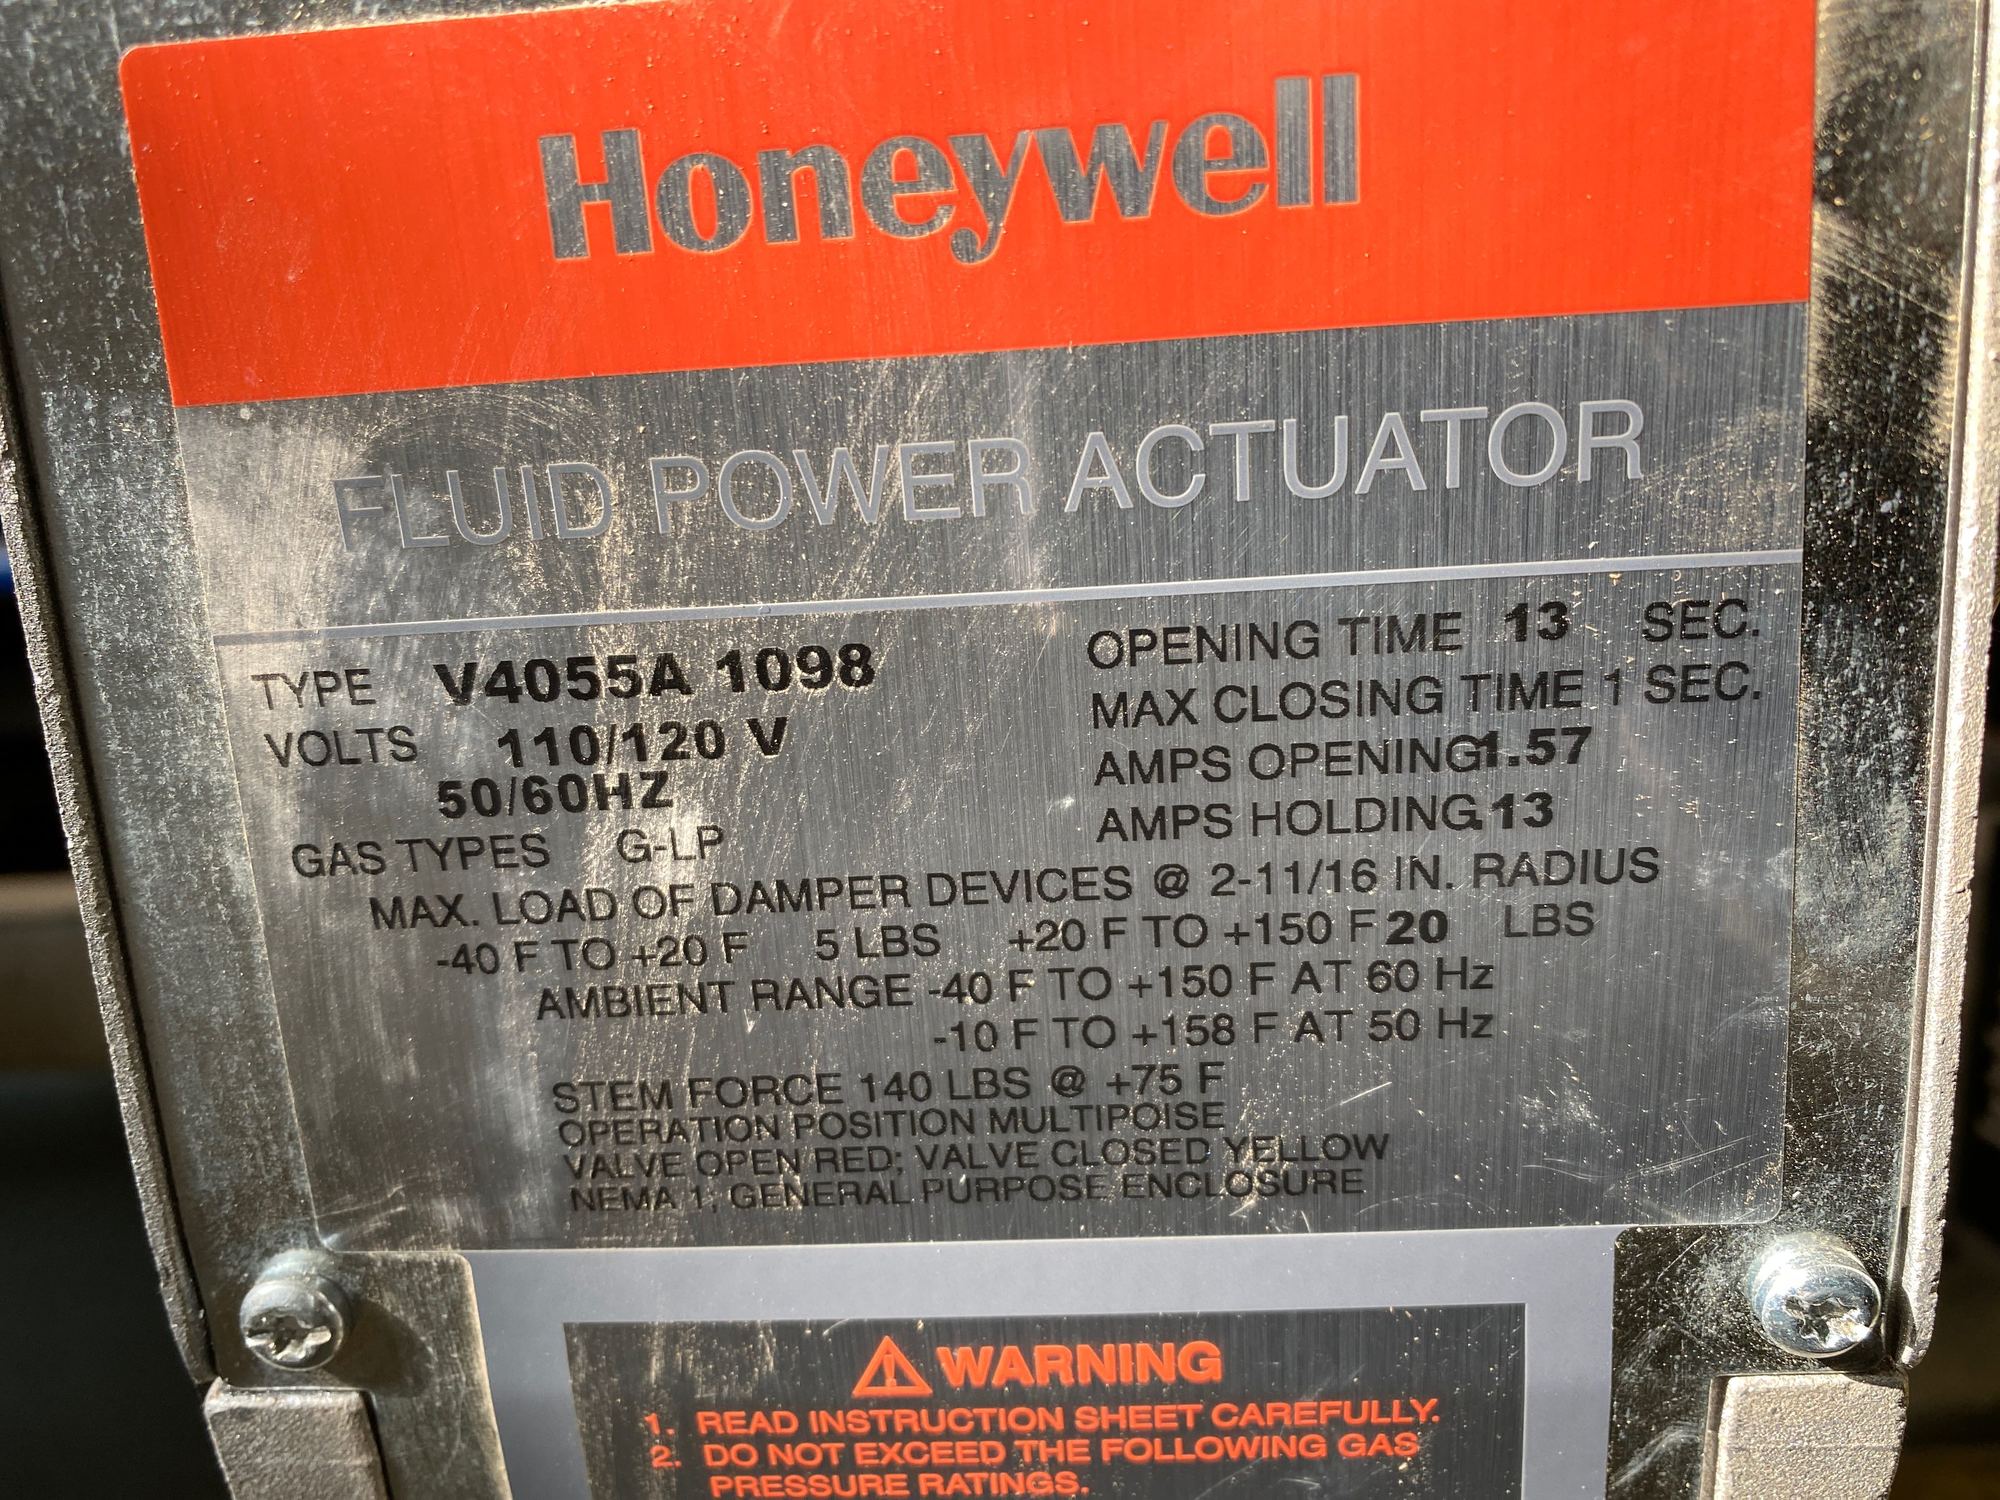 Honeywell
FLUID POWER ACTUATOR
TYPE V4055A 1098
VOLTS 110/120 V
50/60HZ
GAS TYPES G-LP
OPENING TIME 13 SEC.
MAX CLOSING TIME 1 SEC.
AMPS OPENING 1.57
AMPS HOLDING .13
MAX. LOAD OF DAMPER DEVICES @ 2-11/16 IN. RADIUS
-40 F TO +20 F 5 LBS +20 F TO +150 F 20 LBS
AMBIENT RANGE -40 F TO +150 F AT 60 Hz
-10 F TO +158 F AT 50 Hz
STEM FORCE 140 LBS @ +75 F
OPERATION POSITION MULTIPOISE
VALVE OPEN RED; VALVE CLOSED YELLOW
NEMA 1; GENERAL PURPOSE ENCLOSURE
WARNING
1. READ INSTRUCTION SHEET CAREFULLY.
2. DO NOT EXCEED THE FOLLOWING GAS
PRESSURE RATINGS.